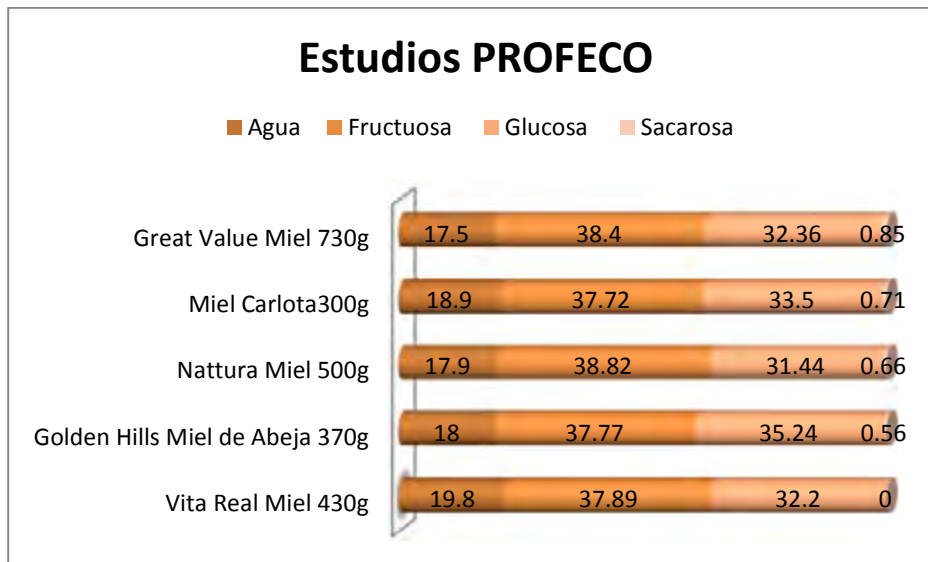 Estudios PROFECO
Agua Fructuosa Glucosa Sacarosa
Great Value Miel 730g 17.5 38.4 32.36 0.85
Miel Carlota300g 18.9 37.72 33.5 0.71
Nattura Miel 500g 17.9 38.82 31.44 0.66
Golden Hills Miel de Abeja 370g 18 37.77 35.24 0.56
Vita Real Miel 430g 19.8 37.89 32.2 0